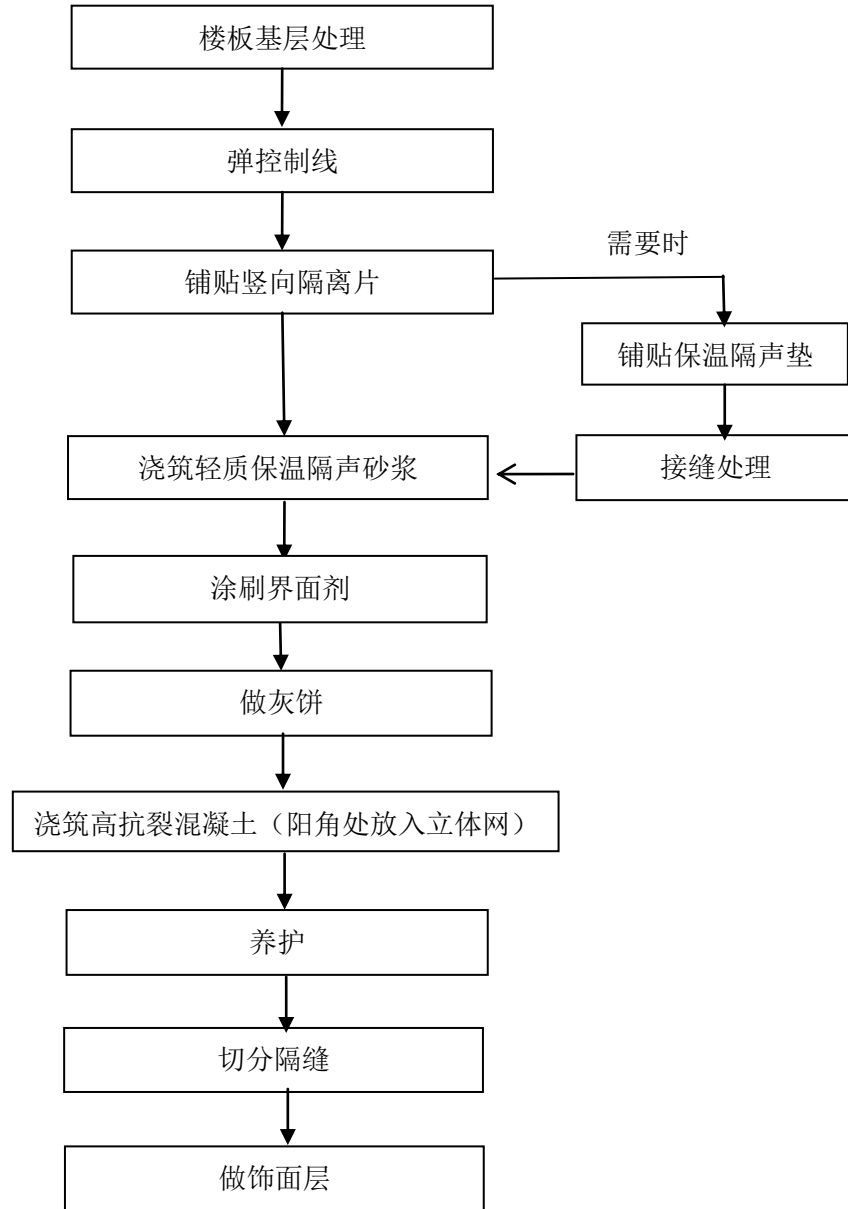 楼板基层处理
弹控制线
需要时
铺贴竖向隔离片
铺贴保温隔声垫
浇筑轻质保温隔声砂浆
接缝处理
涂刷界面剂
做灰饼
浇筑高抗裂混凝土（阳角处放入立体网）
养护
切分隔缝
做饰面层